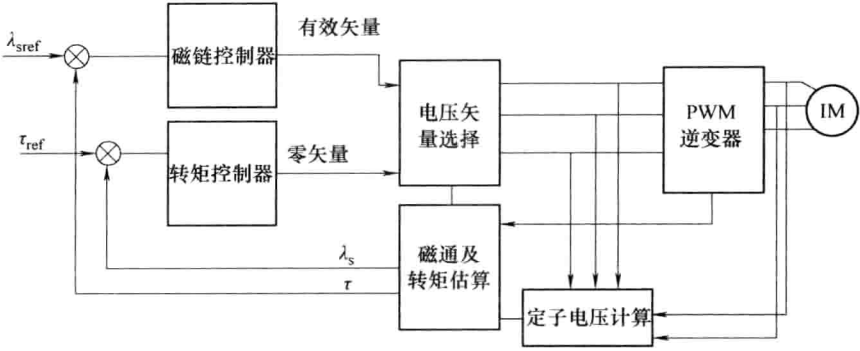 λsref
磁链控制器
有效矢量
τref
转矩控制器
零矢量
电压矢
量选择
PWM
逆变器
IM
λs
τ
磁通及
转矩估算
定子电压计算